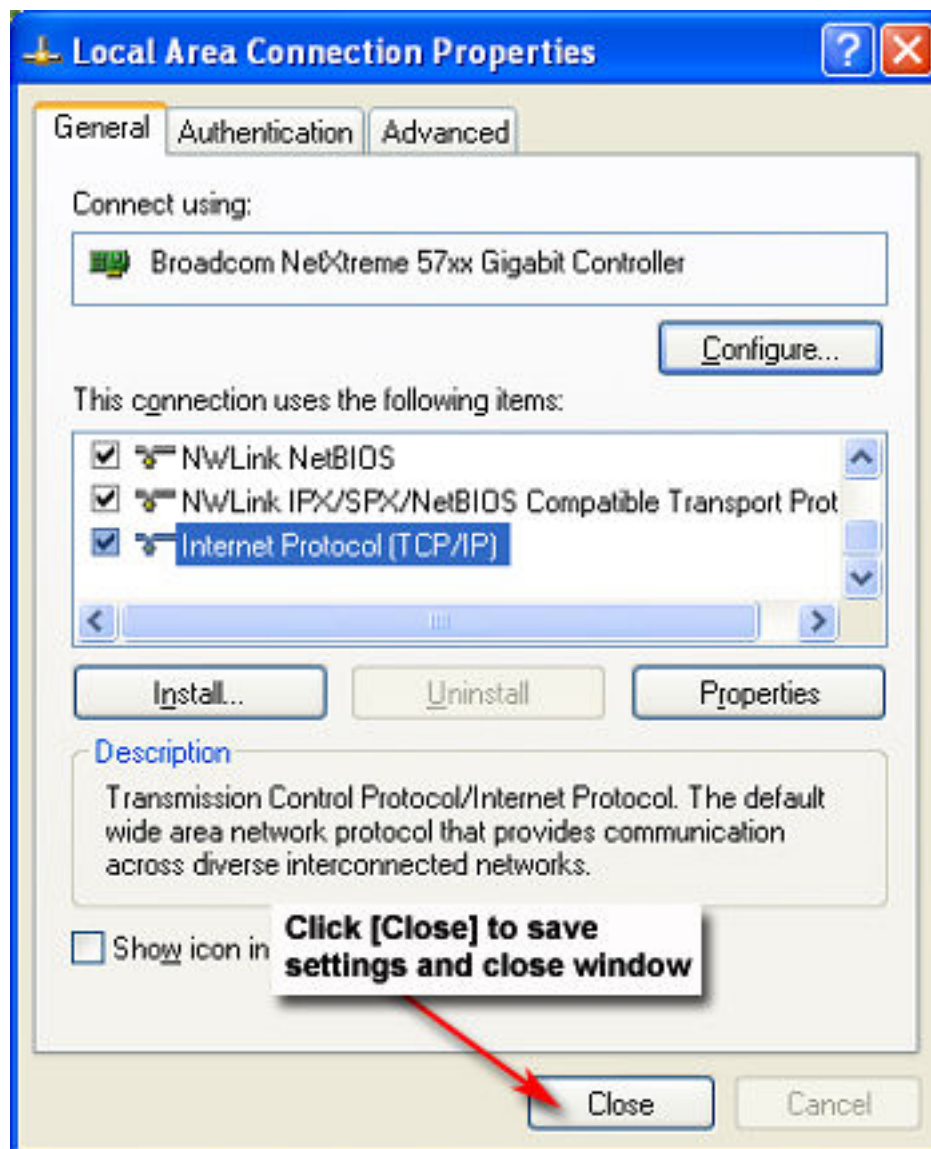 Local Area Connection Properties
General Authentication Advanced
Connect using:
Broadcom NetXtreme 57xx Gigabit Controller
Configure...
This connection uses the following items:
NWLink NetBIOS
NWLink IPX/SPX/NetBIOS Compatible Transport Prot
Internet Protocol (TCP/IP)
Install... Uninstall Properties
Description
Transmission Control Protocol/Internet Protocol. The default
wide area network protocol that provides communication
across diverse interconnected networks.
Show icon in
Click [Close] to save
settings and close window
Close Cancel